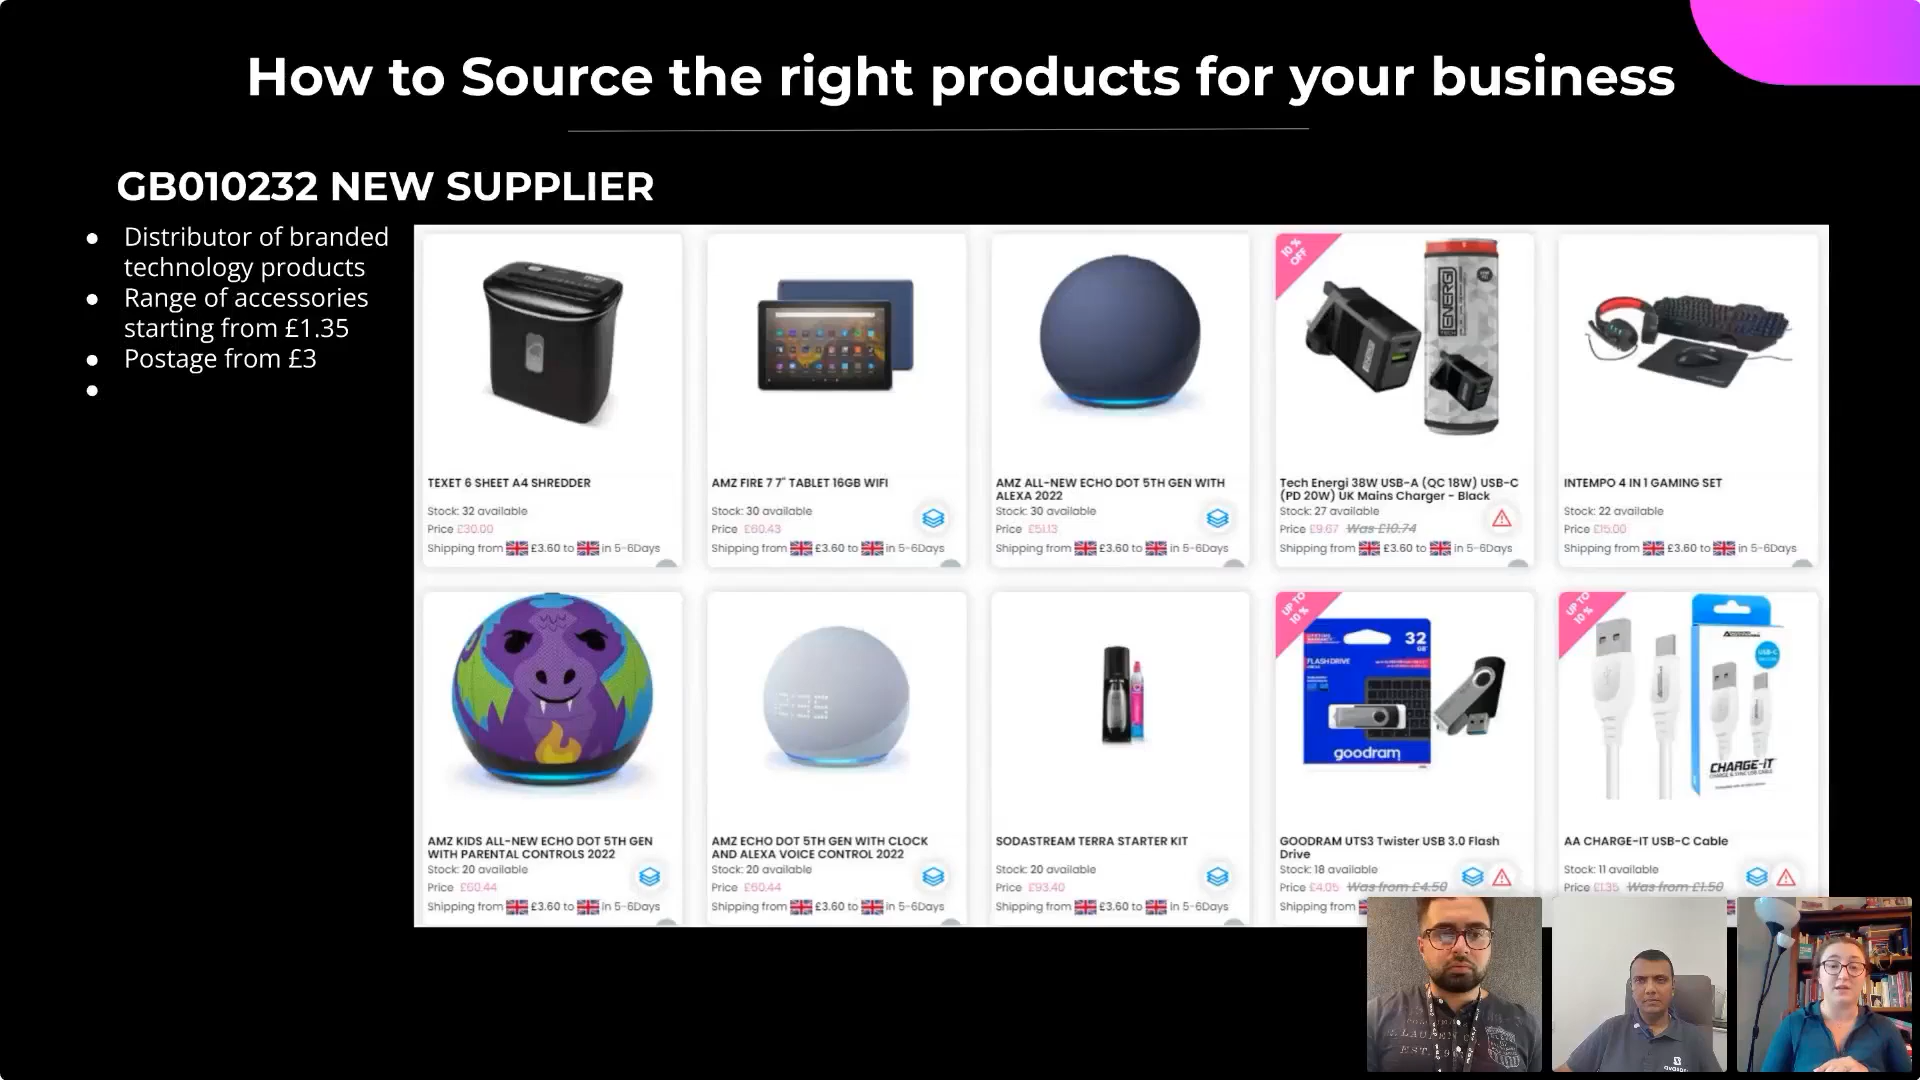 How to Source the right products for your business
GB010232 NEW SUPPLIER
● Distributor of branded
technology products
● Range of accessories
starting from £1.35
● Postage from £3
●
TEXET 6 SHEET A4 SHREDDER
Stock: 32 available
Price £30.00
Shipping from £3.60 to in 5-6Days
AMZ FIRE 7 7" TABLET 16GB WIFI
Stock: 30 available
Price £60.43
Shipping from £3.60 to in 5-6Days
AMZ ALL-NEW ECHO DOT 5TH GEN WITH
ALEXA 2022
Stock: 30 available
Price £51.13
Shipping from £3.60 to in 5-6Days
10 %
OFF
ENERGI
TECH
Tech Energi 38W USB-A (QC 18W) USB-C
(PD 20W) UK Mains Charger - Black
Stock: 27 available
Price £9.67 Was £10.74
Shipping from £3.60 to in 5-6Days
INTEMPO 4 IN 1 GAMING SET
Stock: 22 available
Price £15.00
Shipping from £3.60 to in 5-6Days
AMZ KIDS ALL-NEW ECHO DOT 5TH GEN
WITH PARENTAL CONTROLS 2022
Stock: 20 available
Price £60.44
Shipping from £3.60 to in 5-6Days
AMZ ECHO DOT 5TH GEN WITH CLOCK
AND ALEXA VOICE CONTROL 2022
Stock: 20 available
Price £60.44
Shipping from £3.60 to in 5-6Days
SODASTREAM TERRA STARTER KIT
Stock: 20 available
Price £93.40
Shipping from £3.60 to in 5-6Days
UP TO
10 %
32
GB
FLASHDRIVE
goodram
GOODRAM UTS3 Twister USB 3.0 Flash
Drive
Stock: 18 available
Price £4.05 Was from £4.50
Shipping from
UP TO
10 %
USB-C
CHARGE-IT
CHARGE & SYNC USB CABLE
AA CHARGE-IT USB-C Cable
Stock: 11 available
Price £1.35 Was from £1.50